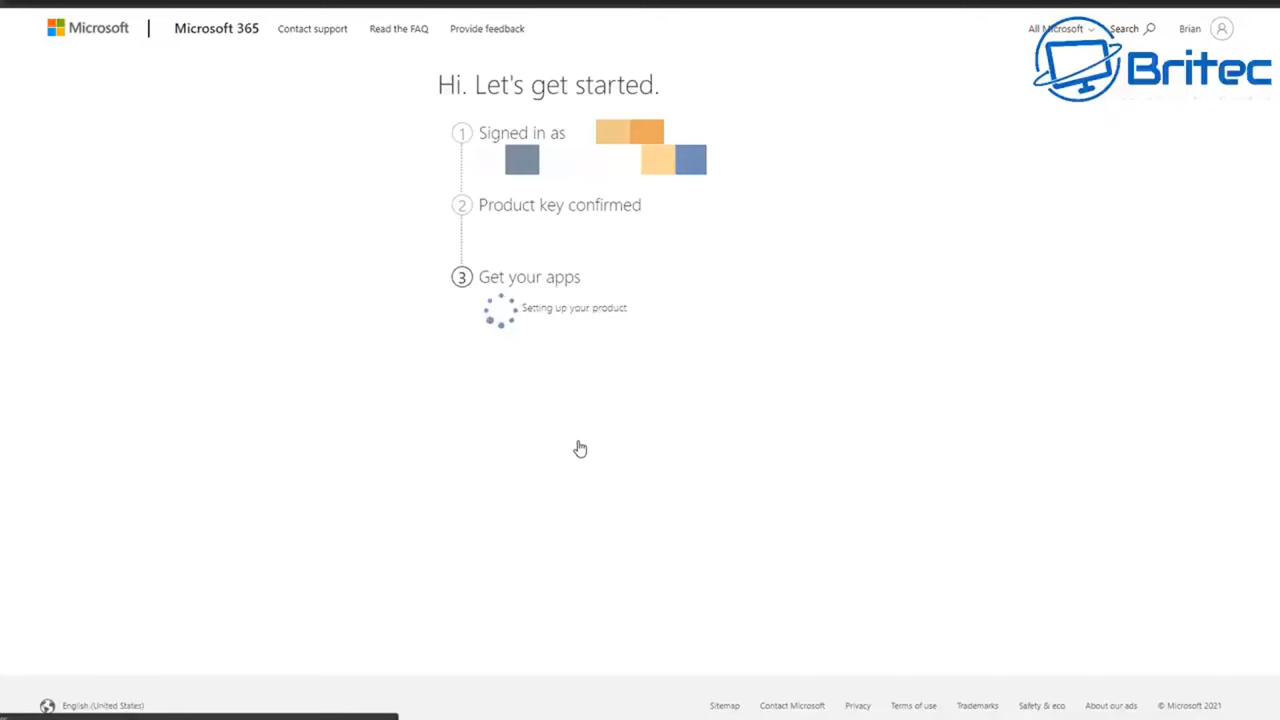 Microsoft | Microsoft 365 Contact support Read the FAQ Provide feedback All Microsoft Search Brian
Britec
Hi. Let's get started.
1 Signed in as
2 Product key confirmed
3 Get your apps
Setting up your product
English (United States) Sitemap Contact Microsoft Privacy Terms of use Trademarks Safety & eco About our ads © Microsoft 2021